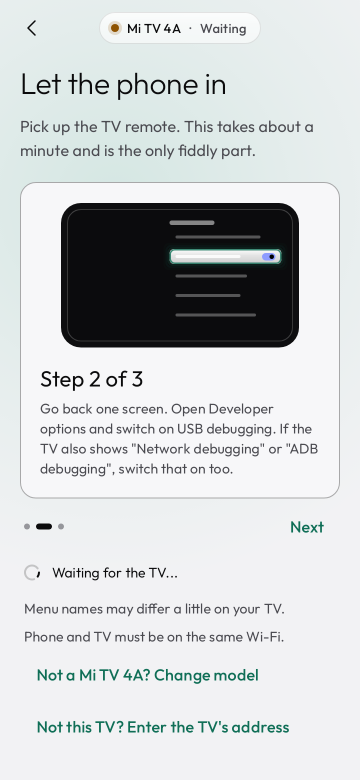 Mi TV 4A · Waiting
Let the phone in
Pick up the TV remote. This takes about a
minute and is the only fiddly part.
Step 2 of 3
Go back one screen. Open Developer
options and switch on USB debugging. If the
TV also shows "Network debugging" or "ADB
debugging", switch that on too.
Next
Waiting for the TV...
Menu names may differ a little on your TV.
Phone and TV must be on the same Wi-Fi.
Not a Mi TV 4A? Change model
Not this TV? Enter the TV's address